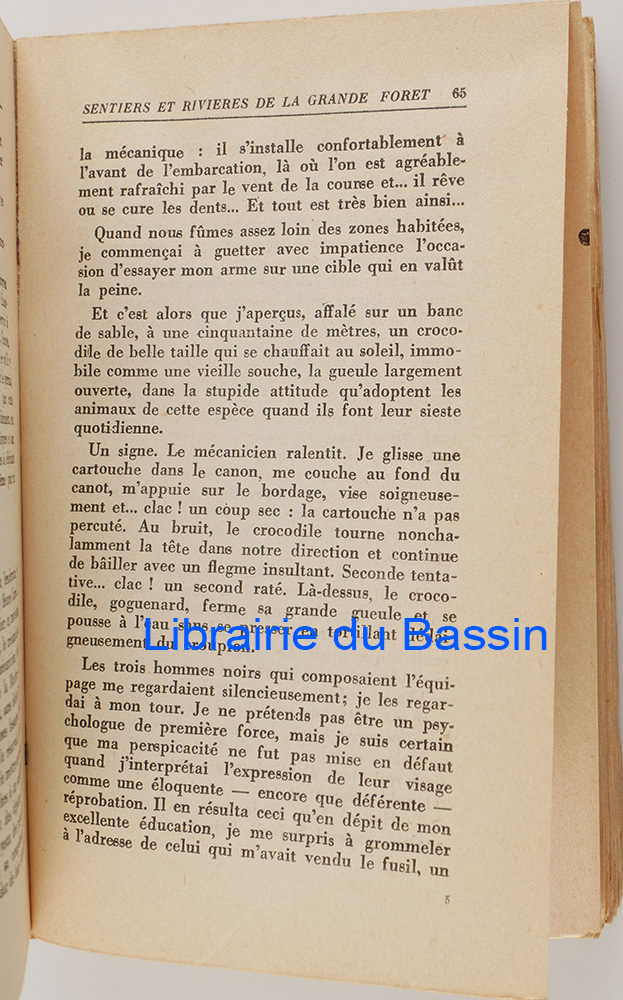 SENTIERS ET RIVIERES DE LA GRANDE FORET 65
la mécanique : il s'installe confortablement à
l'avant de l'embarcation, là où l'on est agréable-
ment rafraîchi par le vent de la course et... il rêve
ou se cure les dents... Et tout est très bien ainsi...
Quand nous fûmes assez loin des zones habitées,
je commençai à guetter avec impatience l'occa-
sion d'essayer mon arme sur une cible qui en valût
la peine.
Et c'est alors que j'aperçus, affalé sur un banc
de sable, à une cinquantaine de mètres, un croco-
dile de belle taille qui se chauffait au soleil, immo-
bile comme une vieille souche, la gueule largement
ouverte, dans la stupide attitude qu'adoptent les
animaux de cette espèce quand ils font leur sieste
quotidienne.
Un signe. Le mécanicien ralentit. Je glisse une
cartouche dans le canon, me couche au fond du
canot, m'appuie sur le bordage, vise soigneuse-
ment et... clac ! un coup sec : la cartouche n'a pas
percuté. Au bruit, le crocodile tourne noncha-
lamment la tête dans notre direction et continue
de bâiller avec un flegme insultant. Seconde tenta-
tive... clac ! un second raté. Là-dessus, le croco-
dile, goguenard, ferme sa grande gueule et se
pousse à l'eau sans se presser en tortillant dédai-
gneusement du croupion.
Librairie du Bassin
Les trois hommes noirs qui composaient l'équi-
page me regardaient silencieusement; je les regar-
dai à mon tour. Je ne prétends pas être un psy-
chologue de première force, mais je suis certain
que ma perspicacité ne fut pas mise en défaut
quand j'interprétai l'expression de leur visage
comme une éloquente — encore que déférente —
réprobation. Il en résulta ceci qu'en dépit de mon
excellente éducation, je me surpris à grommeler
à l'adresse de celui qui m'avait vendu le fusil, un
5